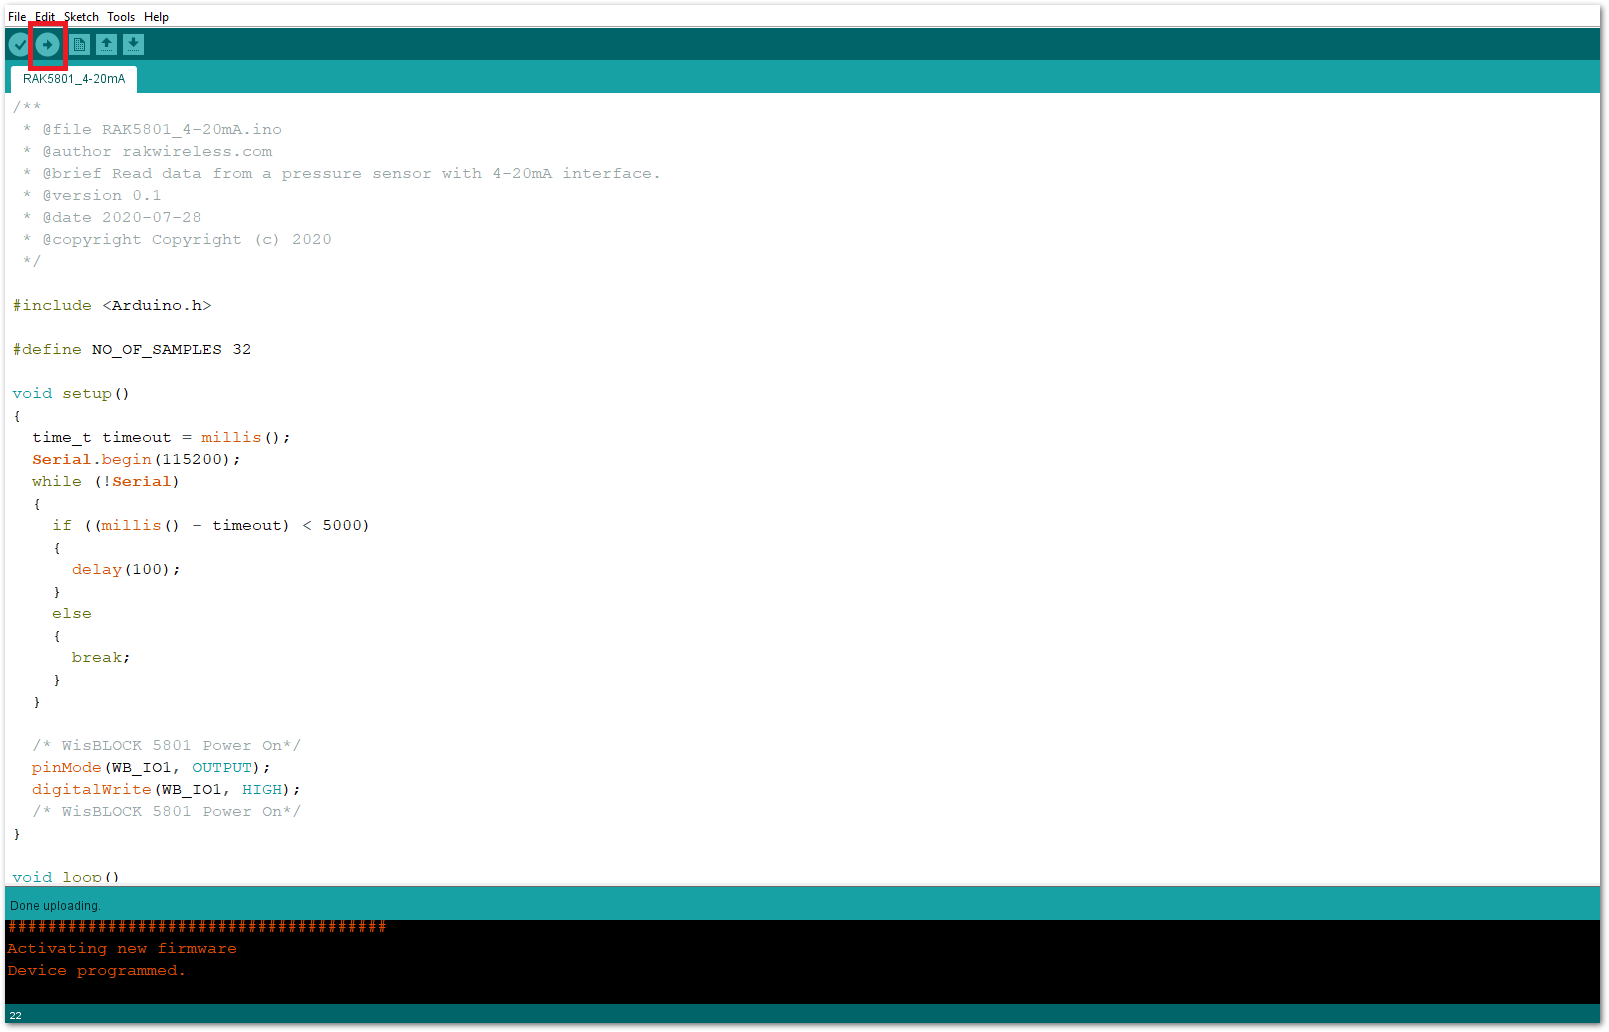 File Edit Sketch Tools Help
RAK5801_4-20mA
/**
 * @file RAK5801_4-20mA.ino
 * @author rakwireless.com
 * @brief Read data from a pressure sensor with 4-20mA interface.
 * @version 0.1
 * @date 2020-07-28
 * @copyright Copyright (c) 2020
 */
#include <Arduino.h>
#define NO_OF_SAMPLES 32
void setup()
{
  time_t timeout = millis();
  Serial.begin(115200);
  while (!Serial)
  {
    if ((millis() - timeout) < 5000)
    {
      delay(100);
    }
    else
    {
      break;
    }
  }
  /* WisBLOCK 5801 Power On*/
  pinMode(WB_IO1, OUTPUT);
  digitalWrite(WB_IO1, HIGH);
  /* WisBLOCK 5801 Power On*/
}
void loop()
Done uploading.
######################################
Activating new firmware
Device programmed.
22